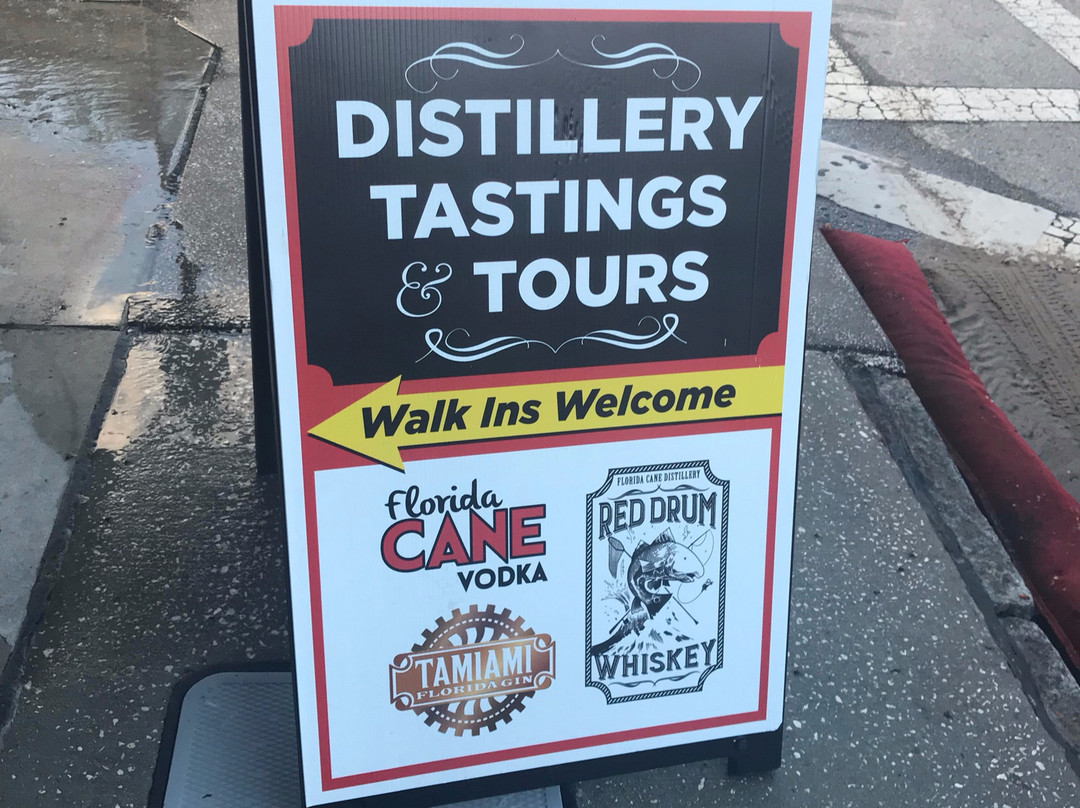 DISTILLERY
TASTINGS
& TOURS
Walk Ins Welcome
Florida
CANE
VODKA
TAMIAMI
FLORIDA GIN
FLORIDA CANE DISTILLERY
RED DRUM
WHISKEY